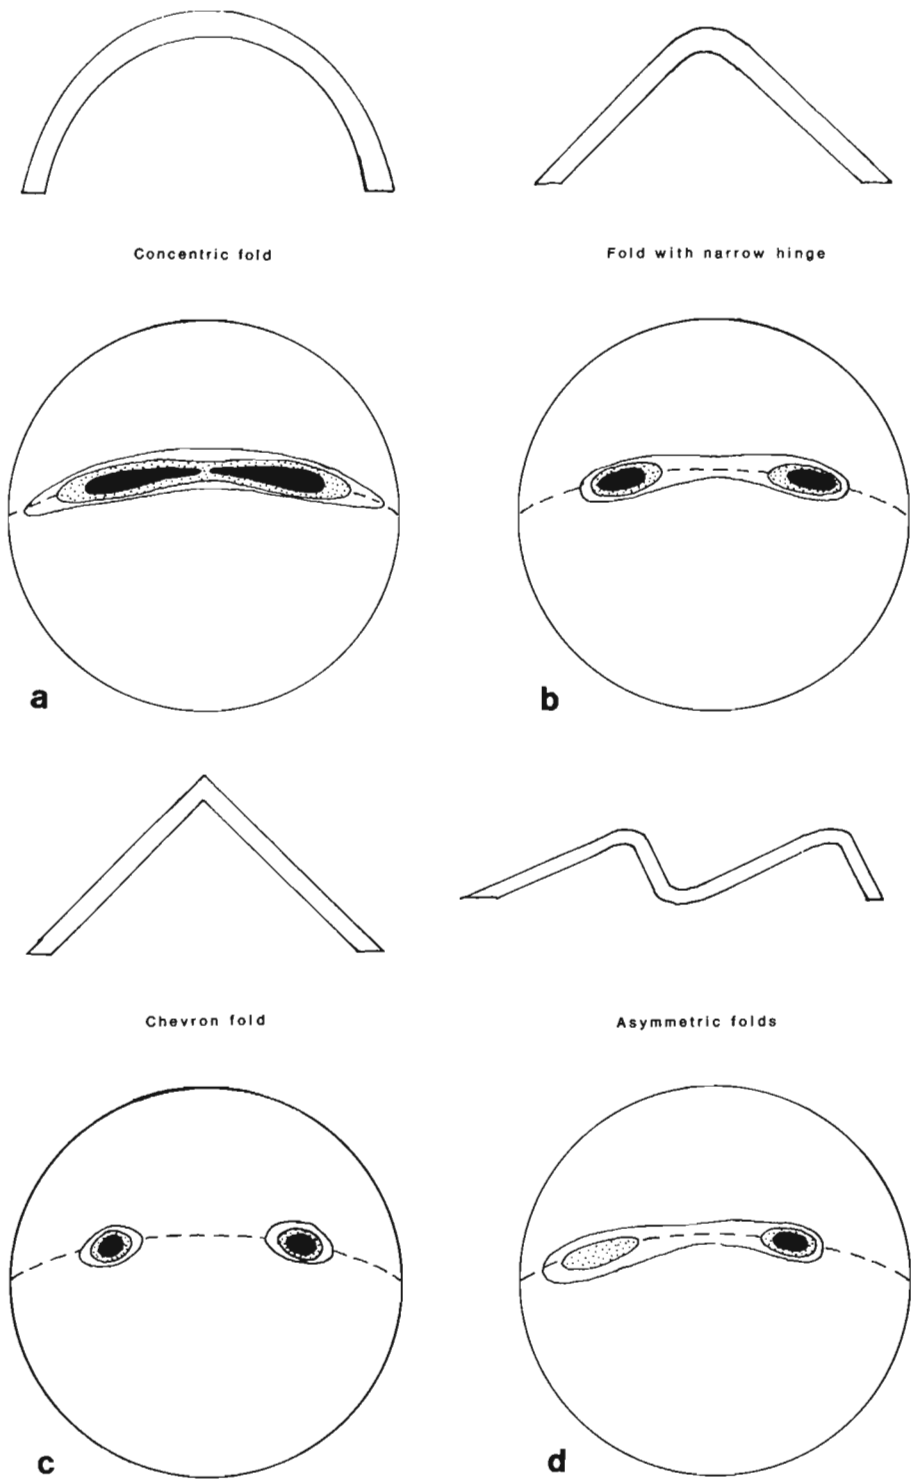 Concentric fold
Fold with narrow hinge
a
b
Chevron fold
Asymmetric folds
c
d